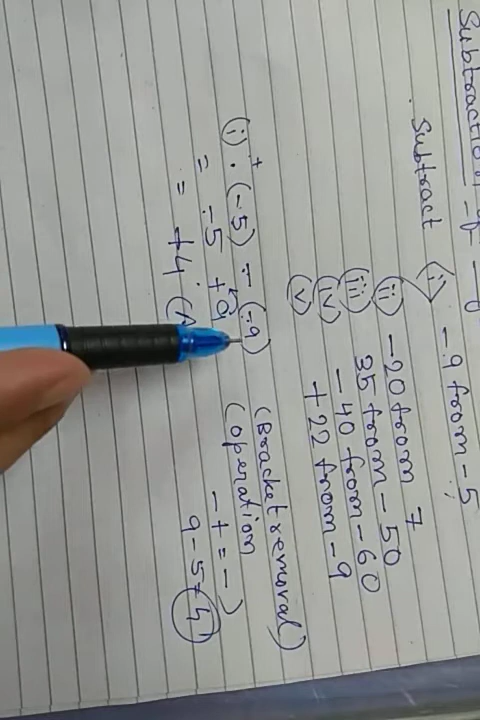 Subtraction of
Subtract (i) -9 from -5
(ii) -20 from 7
(iii) 35 from -50
(iv) -40 from -60
(v) +22 from -9
(i) . +(-5) - (-9) (Bracket removal)
= -5 + 9 (operation
= +4 (A - + = -)
9-5=4